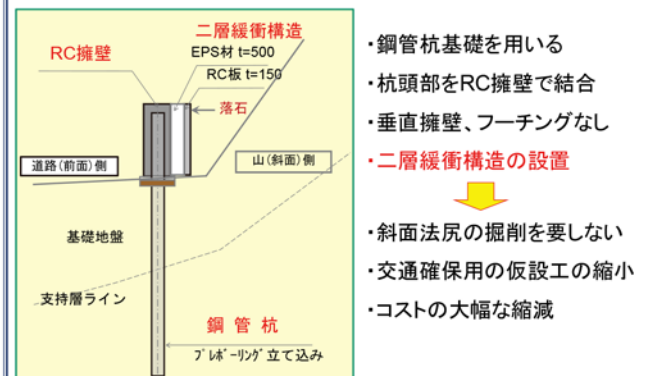 二層緩衝構造
RC擁壁
EPS材 t=500
RC板 t=150
落石
道路(前面)側
山(斜面)側
基礎地盤
支持層ライン
鋼管杭
プレボーリング立て込み
・鋼管杭基礎を用いる
・杭頭部をRC擁壁で結合
・垂直擁壁、フーチングなし
・二層緩衝構造の設置
・斜面法尻の掘削を要しない
・交通確保用の仮設工の縮小
・コストの大幅な縮減